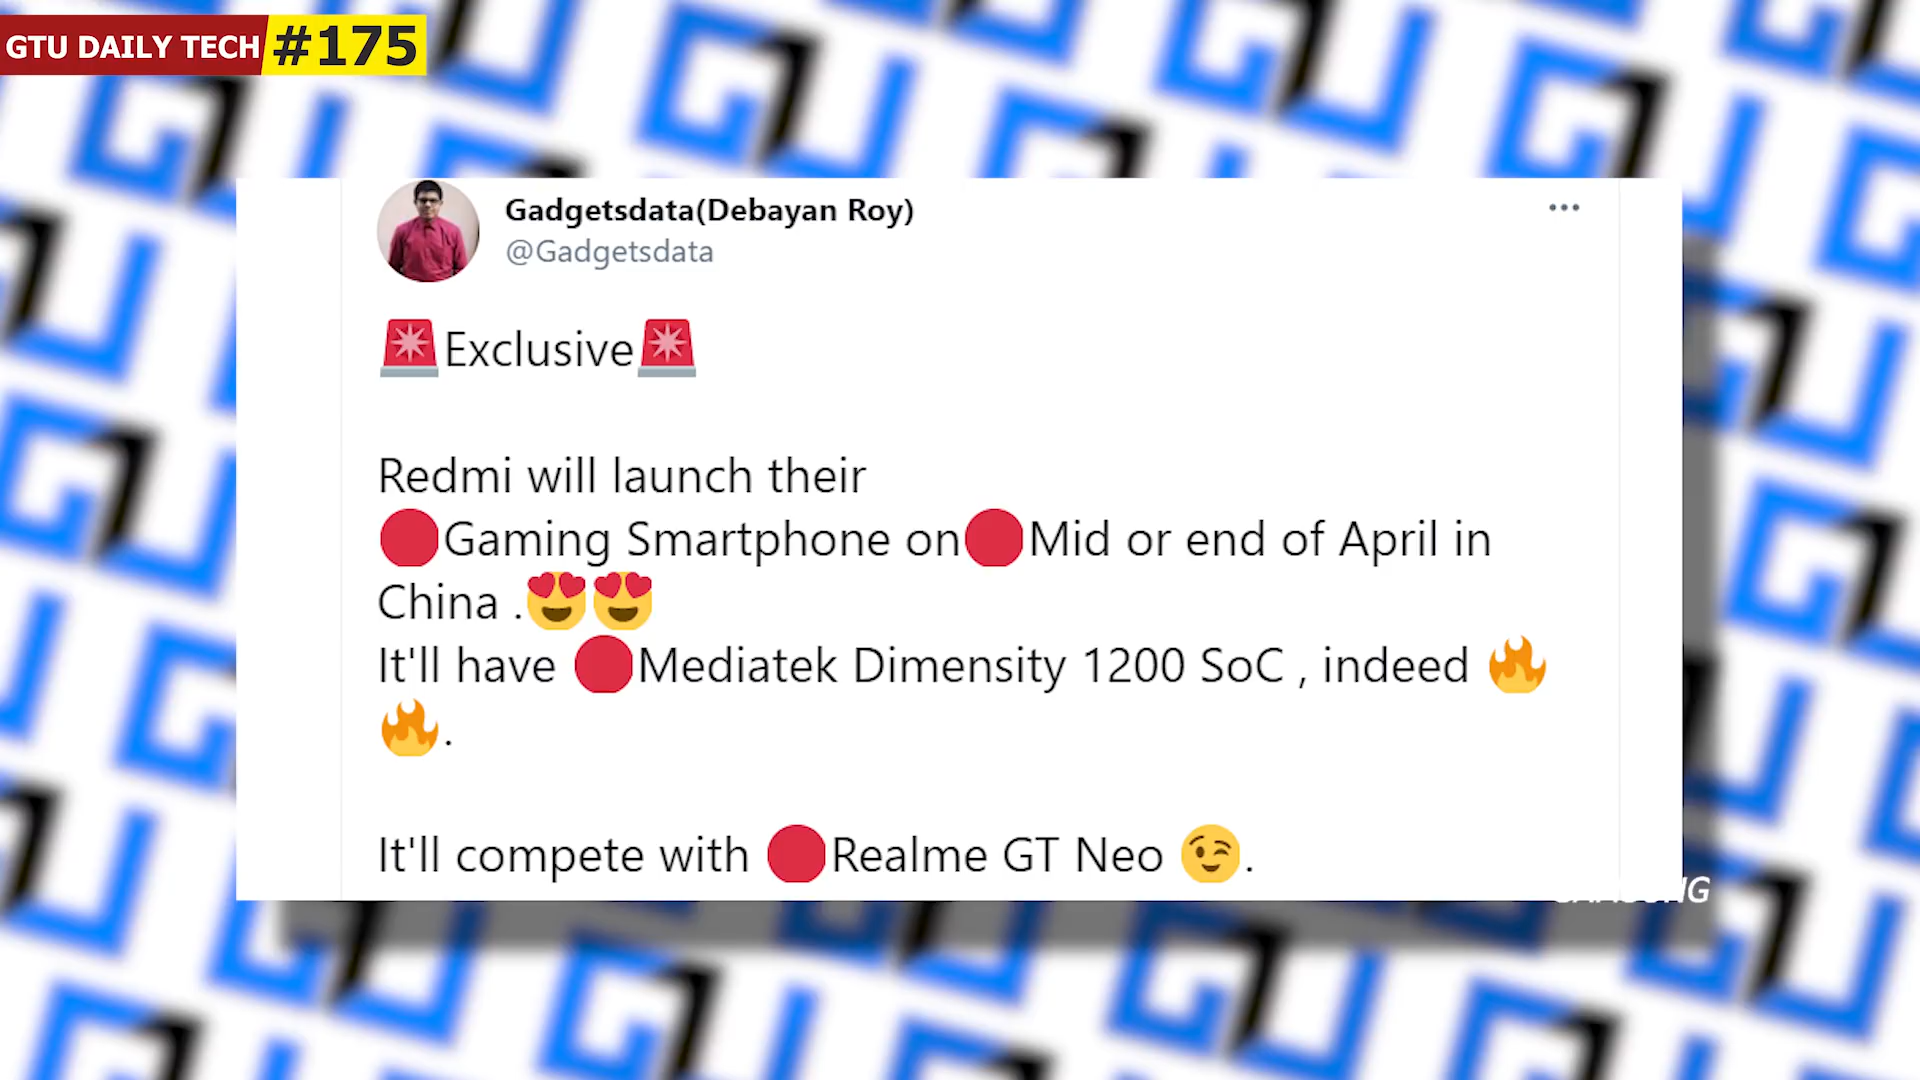 GTU DAILY TECH #175
Gadgetsdata(Debayan Roy)
@Gadgetsdata
🚨Exclusive🚨
Redmi will launch their
🔴Gaming Smartphone on🔴Mid or end of April in
China .😍😍
It'll have 🔴Mediatek Dimensity 1200 SoC , indeed 🔥
🔥.
It'll compete with 🔴Realme GT Neo 😉.